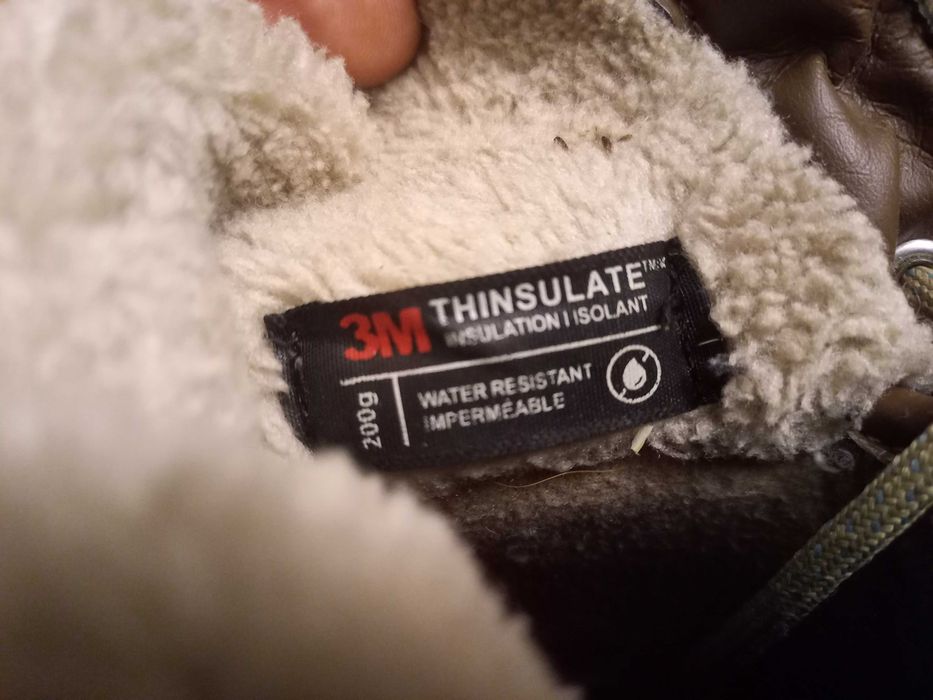 3M THINSULATE™
INSULATION | ISOLANT
200g
WATER RESISTANT
IMPERMÉABLE